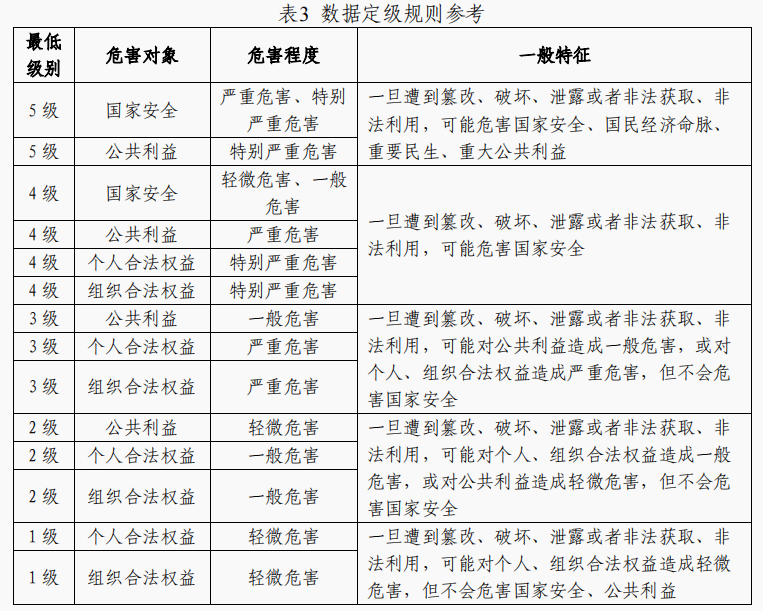 表3 数据定级规则参考
最低级别 危害对象 危害程度 一般特征
5 级 国家安全 严重危害、特别严重危害
5 级 公共利益 特别严重危害
一旦遭到篡改、破坏、泄露或者非法获取、非
法利用，可能危害国家安全、国民经济命脉、
重要民生、重大公共利益
4 级 国家安全 轻微危害、一般危害
4 级 公共利益 严重危害
4 级 个人合法权益 特别严重危害
4 级 组织合法权益 特别严重危害
一旦遭到篡改、破坏、泄露或者非法获取、非
法利用，可能危害国家安全
3 级 公共利益 一般危害
3 级 个人合法权益 严重危害
3 级 组织合法权益 严重危害
一旦遭到篡改、破坏、泄露或者非法获取、非
法利用，可能对公共利益造成一般危害，或对
个人、组织合法权益造成严重危害，但不会危
害国家安全
2 级 公共利益 轻微危害
2 级 个人合法权益 一般危害
2 级 组织合法权益 一般危害
一旦遭到篡改、破坏、泄露或者非法获取、非
法利用，可能对个人、组织合法权益造成一般
危害，或对公共利益造成轻微危害，但不会危
害国家安全
1 级 个人合法权益 轻微危害
1 级 组织合法权益 轻微危害
一旦遭到篡改、破坏、泄露或者非法获取、非
法利用，可能对个人、组织合法权益造成轻微
危害，但不会危害国家安全、公共利益